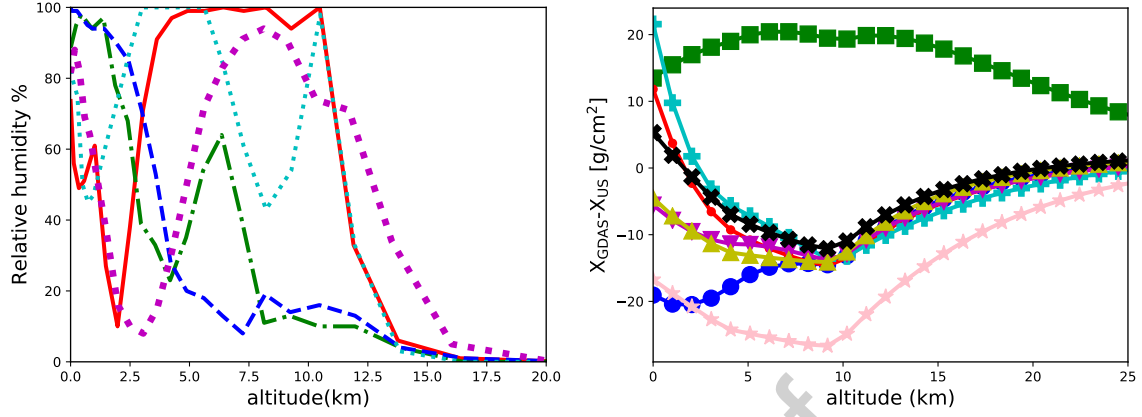 Relative humidity %
100
80
60
40
20
0
0.0 2.5 5.0 7.5 10.0 12.5 15.0 17.5 20.0
altitude(km)
X_GDAS-X_US [g/cm²]
20
10
0
−10
−20
0 5 10 15 20 25
altitude (km)
f